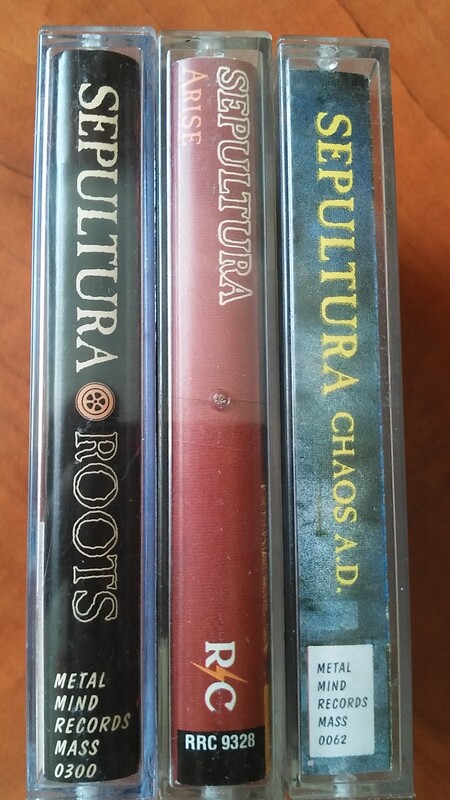 SEPULTURA ROOTS
METAL
MIND
RECORDS
MASS
0300
SEPULTURA
ARISE
R/C
RRC 9328
SEPULTURA CHAOS A.D.
METAL
MIND
RECORDS
MASS
0062